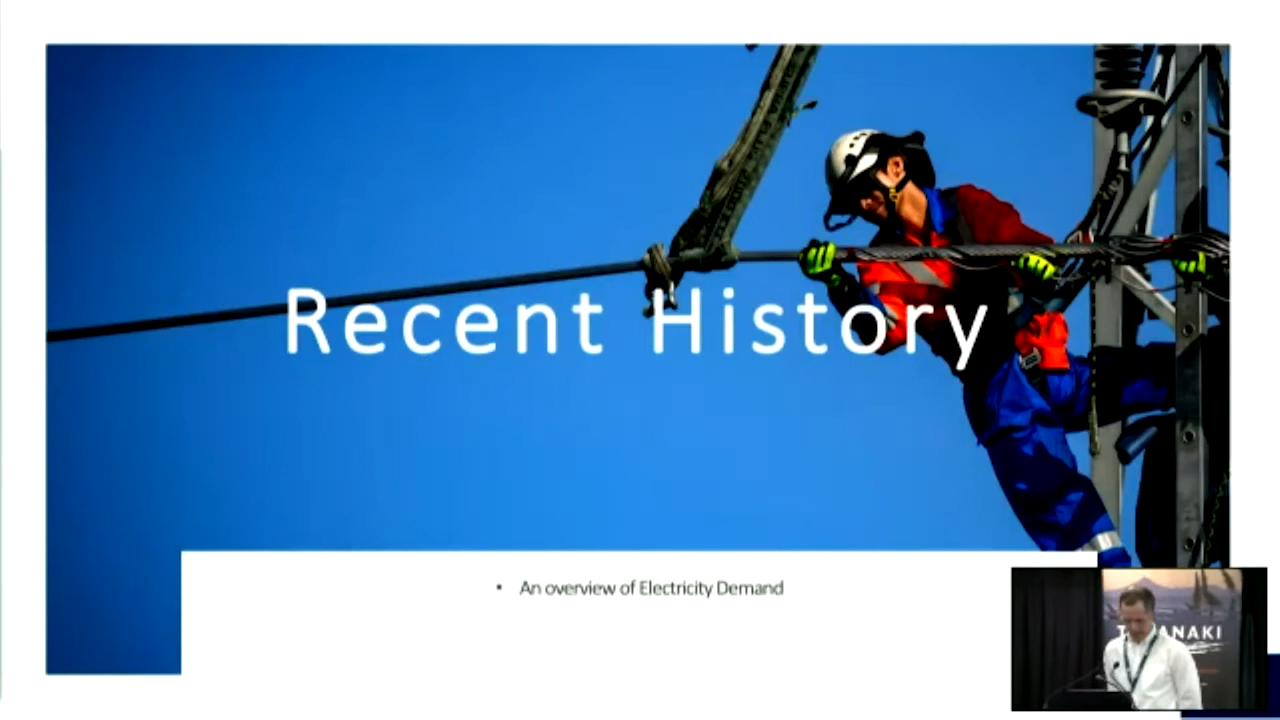 Recent History
• An overview of Electricity Demand